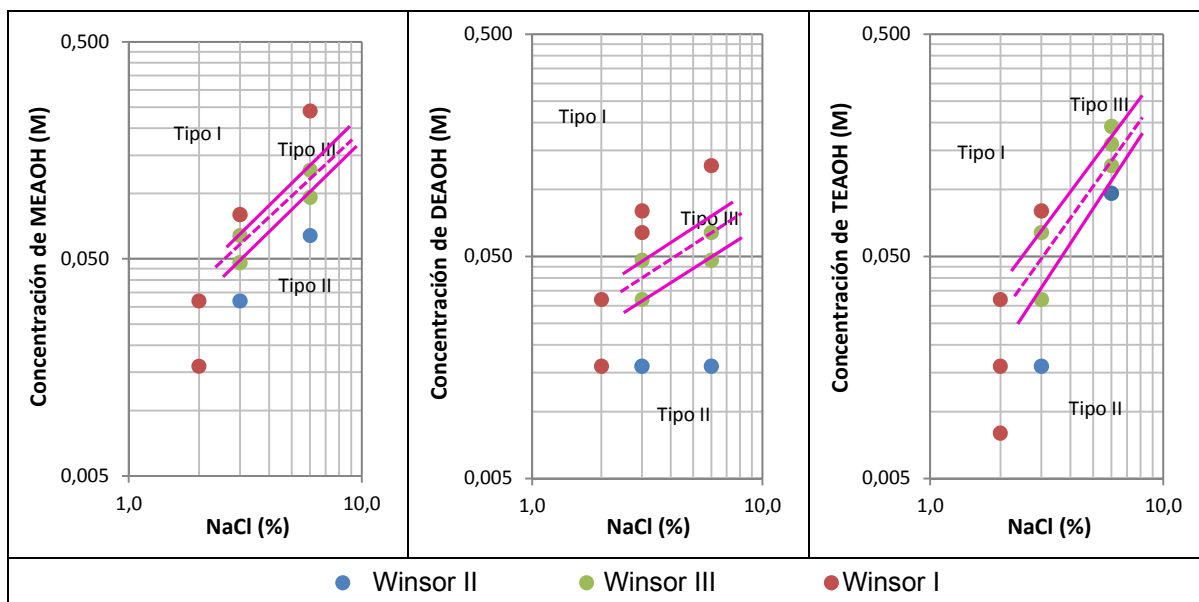 Concentración de MEAOH (M)
0,500
0,050
0,005
1,0
10,0
NaCl (%)
Tipo I
Tipo III
Tipo II
Concentración de DEAOH (M)
0,500
0,050
0,005
1,0
10,0
NaCl (%)
Tipo I
Tipo III
Tipo II
Concentración de TEAOH (M)
0,500
0,050
0,005
1,0
10,0
NaCl (%)
Tipo III
Tipo I
Tipo II
Winsor II
Winsor III
Winsor I